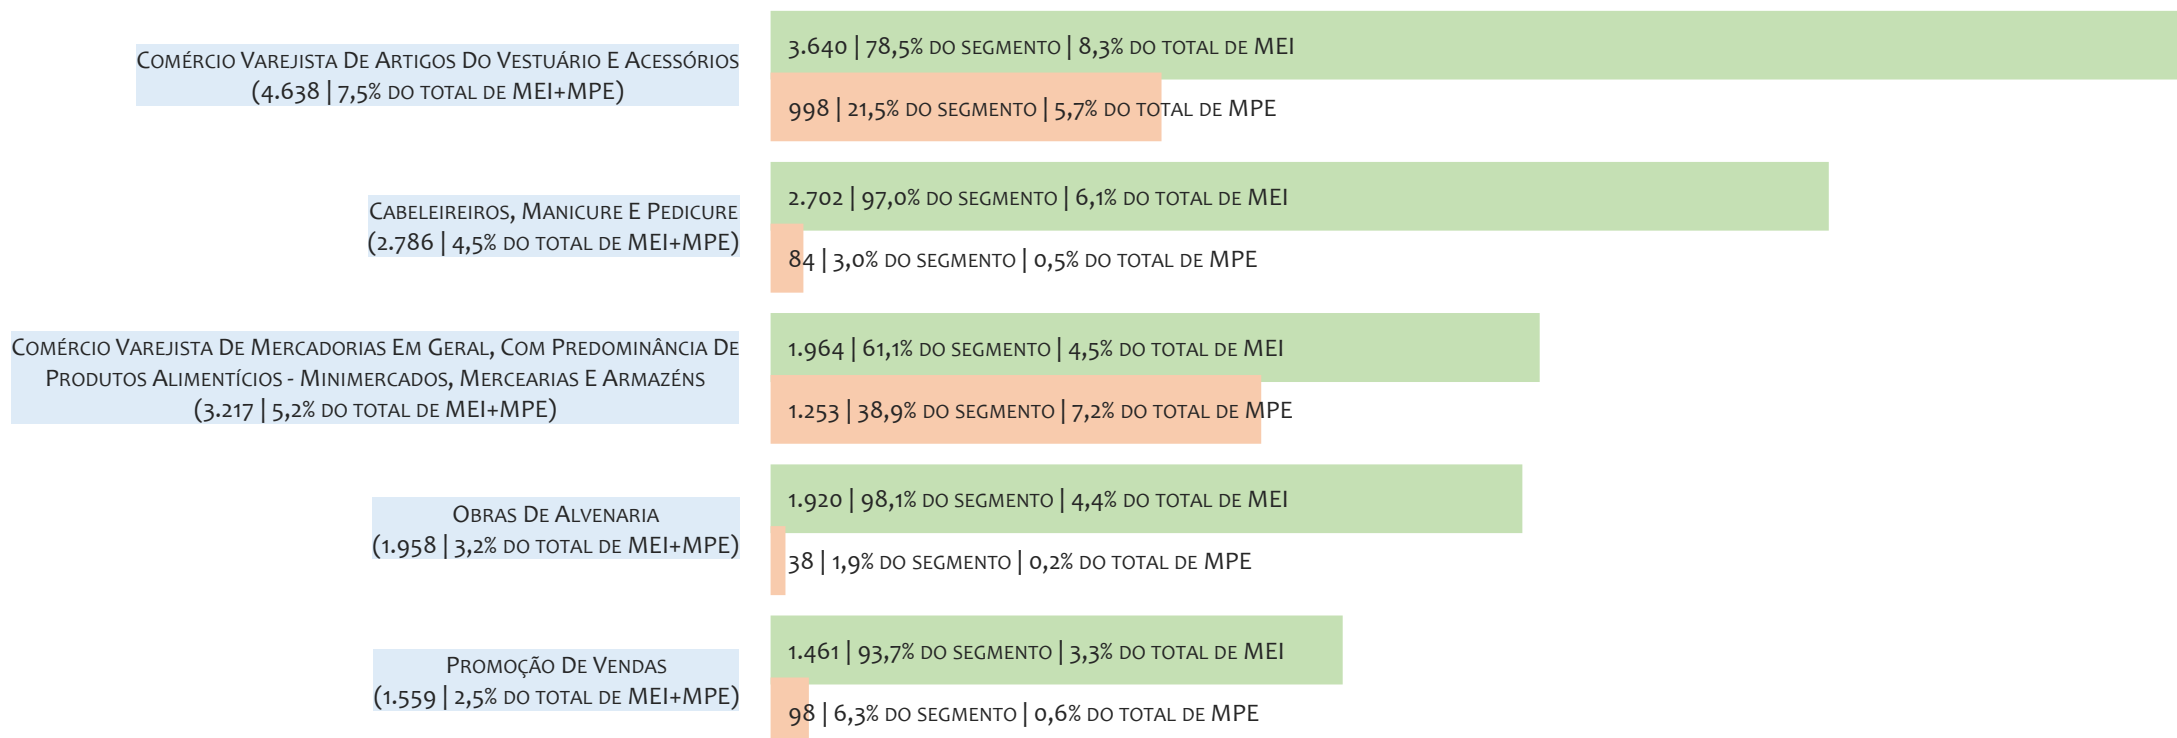 Comércio Varejista De Artigos Do Vestuário E Acessórios
(4.638 | 7,5% do total de MEI+MPE)
3.640 | 78,5% do segmento | 8,3% do total de MEI
998 | 21,5% do segmento | 5,7% do total de MPE
Cabeleireiros, Manicure E Pedicure
(2.786 | 4,5% do total de MEI+MPE)
2.702 | 97,0% do segmento | 6,1% do total de MEI
84 | 3,0% do segmento | 0,5% do total de MPE
Comércio Varejista De Mercadorias Em Geral, Com Predominância De
Produtos Alimentícios - Minimercados, Mercearias E Armazéns
(3.217 | 5,2% do total de MEI+MPE)
1.964 | 61,1% do segmento | 4,5% do total de MEI
1.253 | 38,9% do segmento | 7,2% do total de MPE
Obras De Alvenaria
(1.958 | 3,2% do total de MEI+MPE)
1.920 | 98,1% do segmento | 4,4% do total de MEI
38 | 1,9% do segmento | 0,2% do total de MPE
Promoção De Vendas
(1.559 | 2,5% do total de MEI+MPE)
1.461 | 93,7% do segmento | 3,3% do total de MEI
98 | 6,3% do segmento | 0,6% do total de MPE